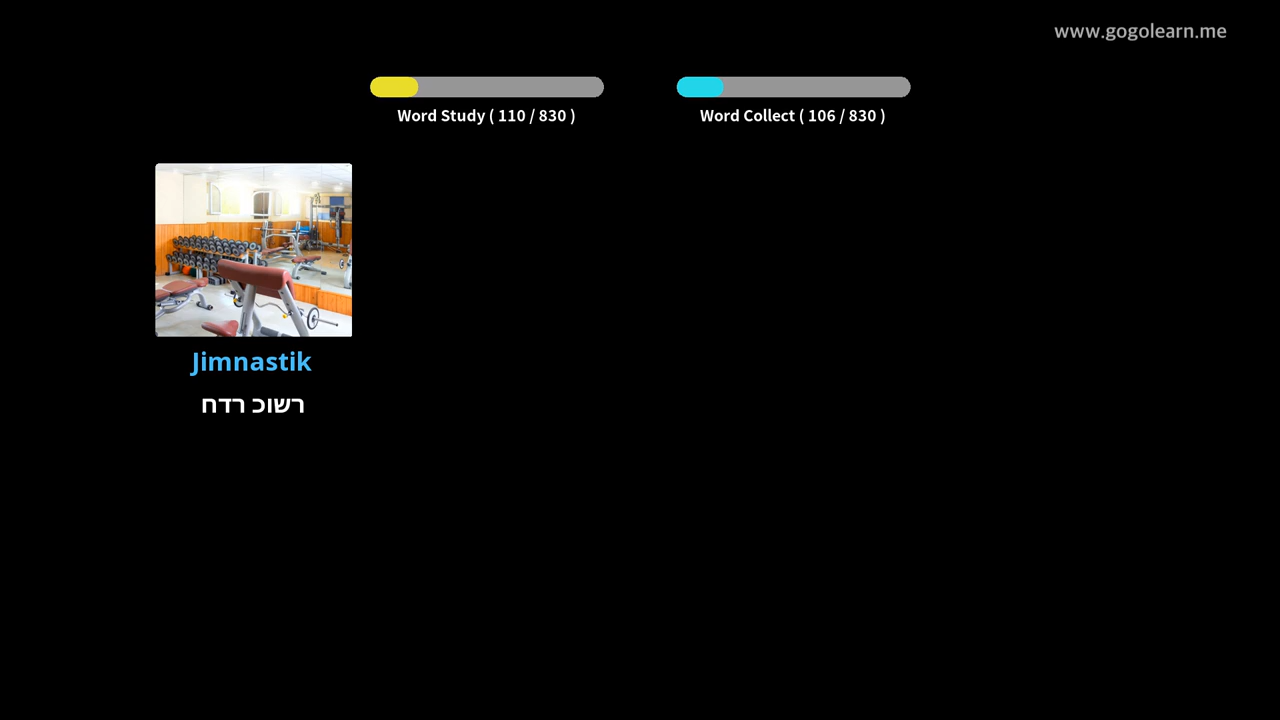 www.gogolearn.me
Word Study ( 110 / 830 )
Word Collect ( 106 / 830 )
Jimnastik
רשוכ רדח